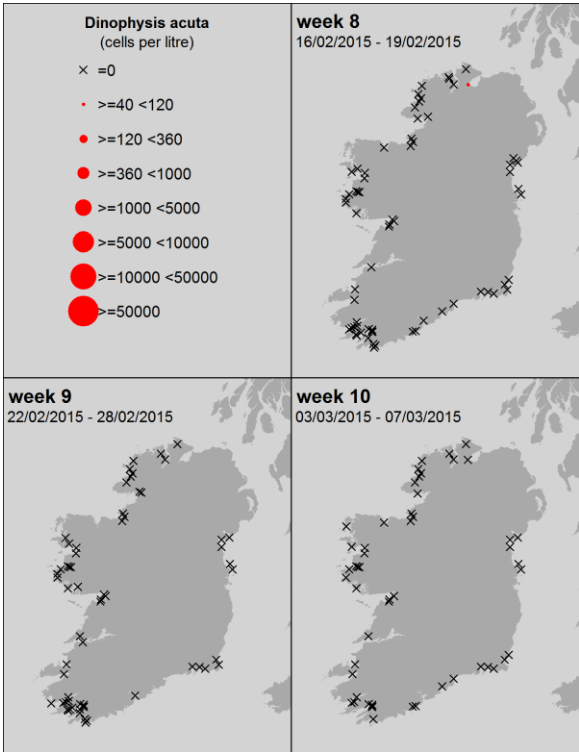 Dinophysis acuta
(cells per litre)
=0
>=40 <120
>=120 <360
>=360 <1000
>=1000 <5000
>=5000 <10000
>=10000 <50000
>=50000
week 8
16/02/2015 - 19/02/2015
week 9
22/02/2015 - 28/02/2015
week 10
03/03/2015 - 07/03/2015